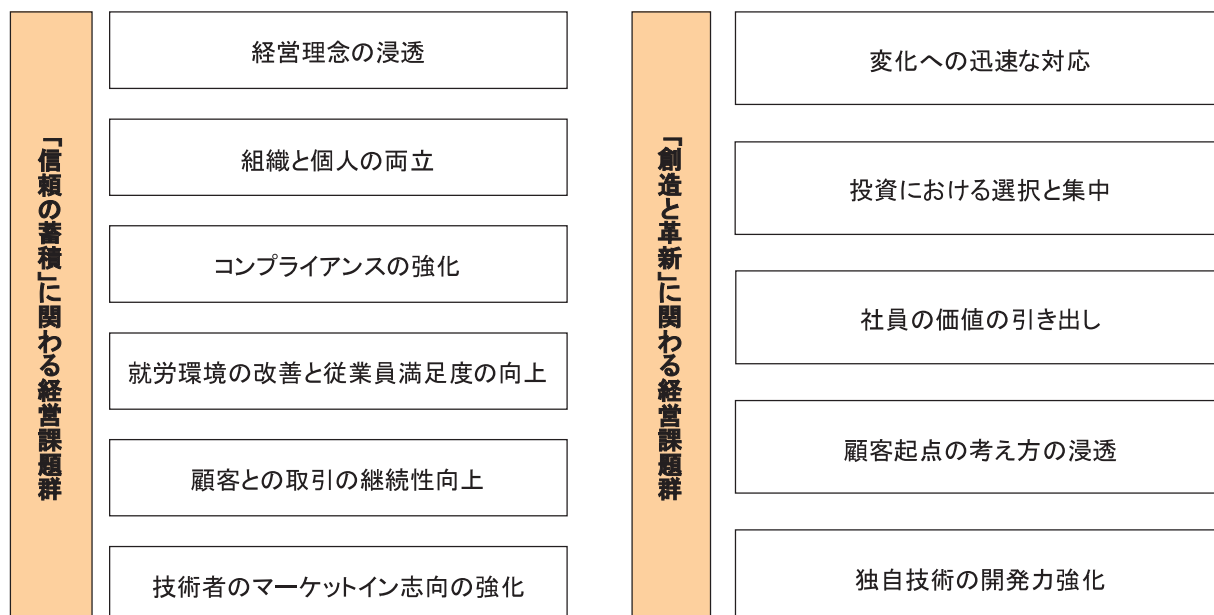 「信頼の蓄積」に関わる経営課題群
経営理念の浸透
組織と個人の両立
コンプライアンスの強化
就労環境の改善と従業員満足度の向上
顧客との取引の継続性向上
技術者のマーケットイン志向の強化
「創造と革新」に関わる経営課題群
変化への迅速な対応
投資における選択と集中
社員の価値の引き出し
顧客起点の考え方の浸透
独自技術の開発力強化